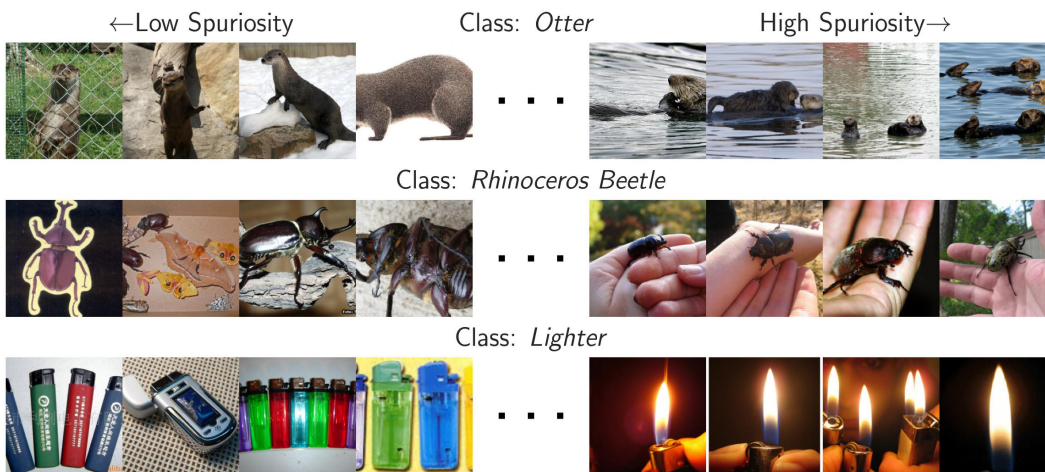 ←Low Spuriosity Class: Otter High Spuriosity→
Class: Rhinoceros Beetle
Class: Lighter